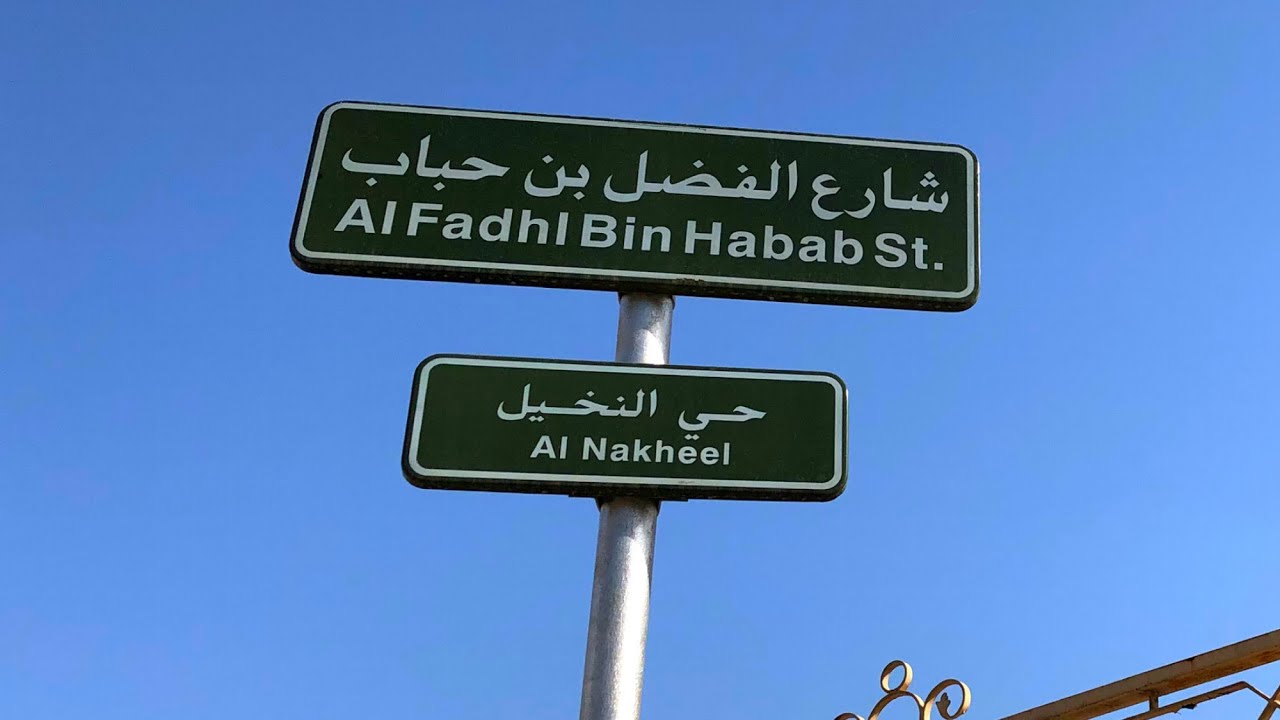 شارع الفضل بن حباب
Al Fadhl Bin Habab St.
حي النخيل
Al Nakheel